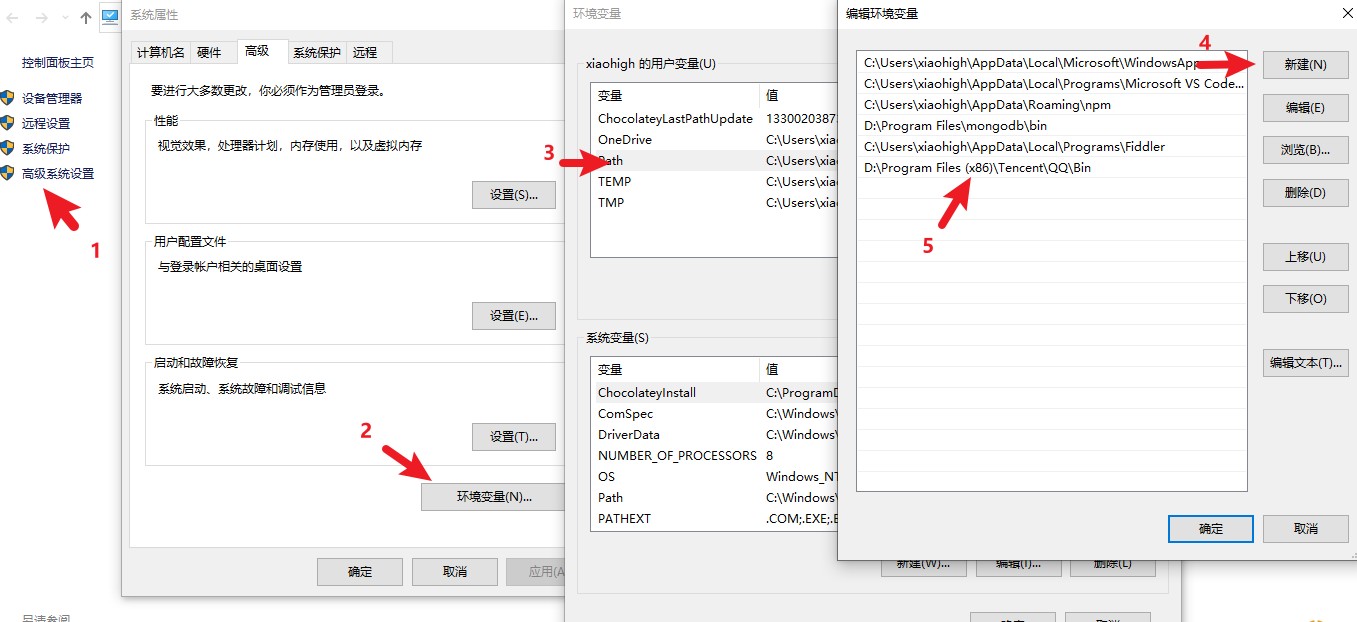 控制面板主页
设备管理器
远程设置
系统保护
高级系统设置
1
系统属性
计算机名
硬件
高级
系统保护
远程
要进行大多数更改，你必须作为管理员登录。
性能
视觉效果，处理器计划，内存使用，以及虚拟内存
设置(S)...
用户配置文件
与登录帐户相关的桌面设置
设置(E)...
启动和故障恢复
系统启动、系统故障和调试信息
设置(T)...
2
环境变量(N)...
确定
取消
应用(A
环境变量
xiaohigh 的用户变量(U)
变量 值
ChocolateyLastPathUpdate 1330020387
OneDrive C:\Users\xiao
3
Path C:\Users\xiao
TEMP C:\Users\xiao
TMP C:\Users\xiao
系统变量(S)
变量 值
ChocolateyInstall C:\ProgramD
ComSpec C:\Windows\
DriverData C:\Windows\
NUMBER_OF_PROCESSORS 8
OS Windows_NT
Path C:\Windows\
PATHEXT .COM;.EXE;.E
新建(W)...
编辑(I)...
删除(L)
确定
取消
编辑环境变量
4
C:\Users\xiaohigh\AppData\Local\Microsoft\WindowsApp
C:\Users\xiaohigh\AppData\Local\Programs\Microsoft VS Code...
C:\Users\xiaohigh\AppData\Roaming\npm
D:\Program Files\mongodb\bin
C:\Users\xiaohigh\AppData\Local\Programs\Fiddler
D:\Program Files (x86)\Tencent\QQ\Bin
5
新建(N)
编辑(E)
浏览(B)...
删除(D)
上移(U)
下移(O)
编辑文本(T)...
确定
取消
另请参阅